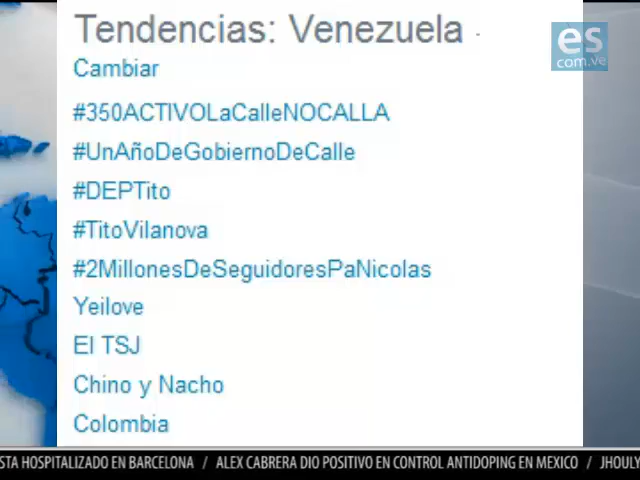 Tendencias: Venezuela
es
com.ve
Cambiar
#350ACTIVOLaCalleNOCALLA
#UnAñoDeGobiernoDeCalle
#DEPTito
#TitoVilanova
#2MillonesDeSeguidoresPaNicolas
Yeilove
El TSJ
Chino y Nacho
Colombia
STA HOSPITALIZADO EN BARCELONA / ALEX CABRERA DIO POSITIVO EN CONTROL ANTIDOPING EN MEXICO / JHOULY